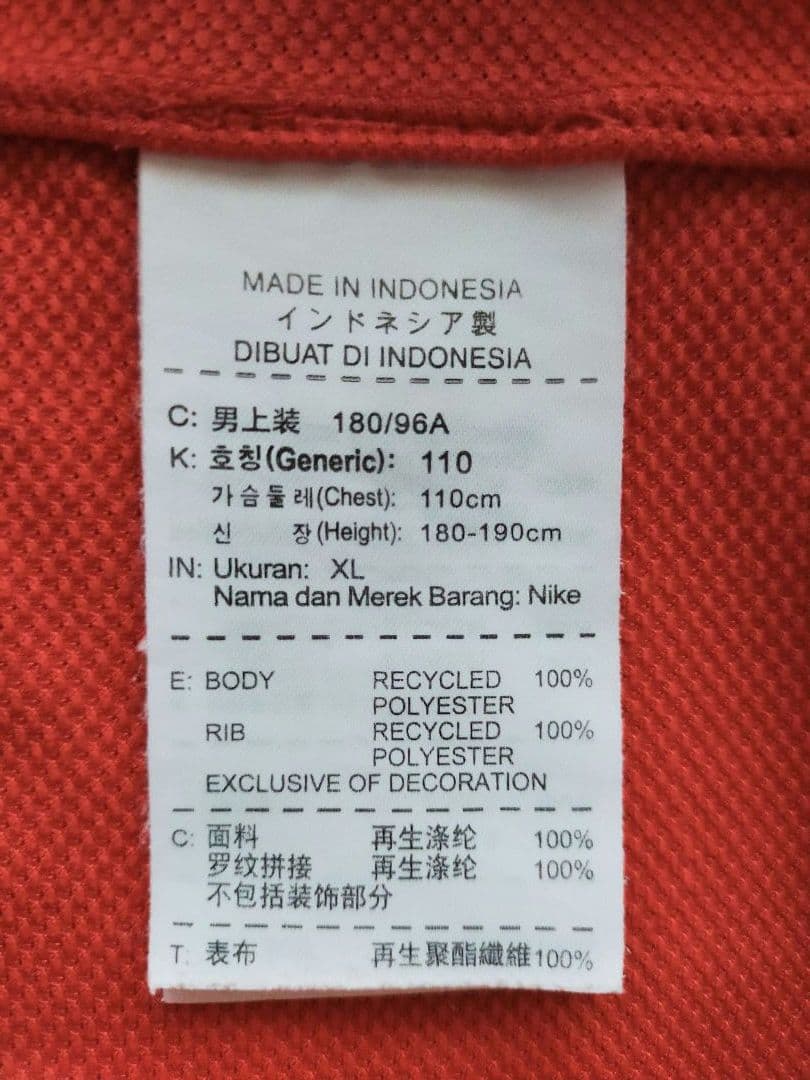 MADE IN INDONESIA
インドネシア製
DIBUAT DI INDONESIA
C: 男上装 180/96A
K: 호칭(Generic): 110
가슴둘레(Chest): 110cm
신 장(Height): 180-190cm
IN: Ukuran: XL
Nama dan Merek Barang: Nike
E: BODY RECYCLED 100%
POLYESTER
RIB RECYCLED 100%
POLYESTER
EXCLUSIVE OF DECORATION
C: 面料 再生涤纶 100%
罗纹拼接 再生涤纶 100%
不包括装饰部分
T: 表布 再生聚酯纖維100%